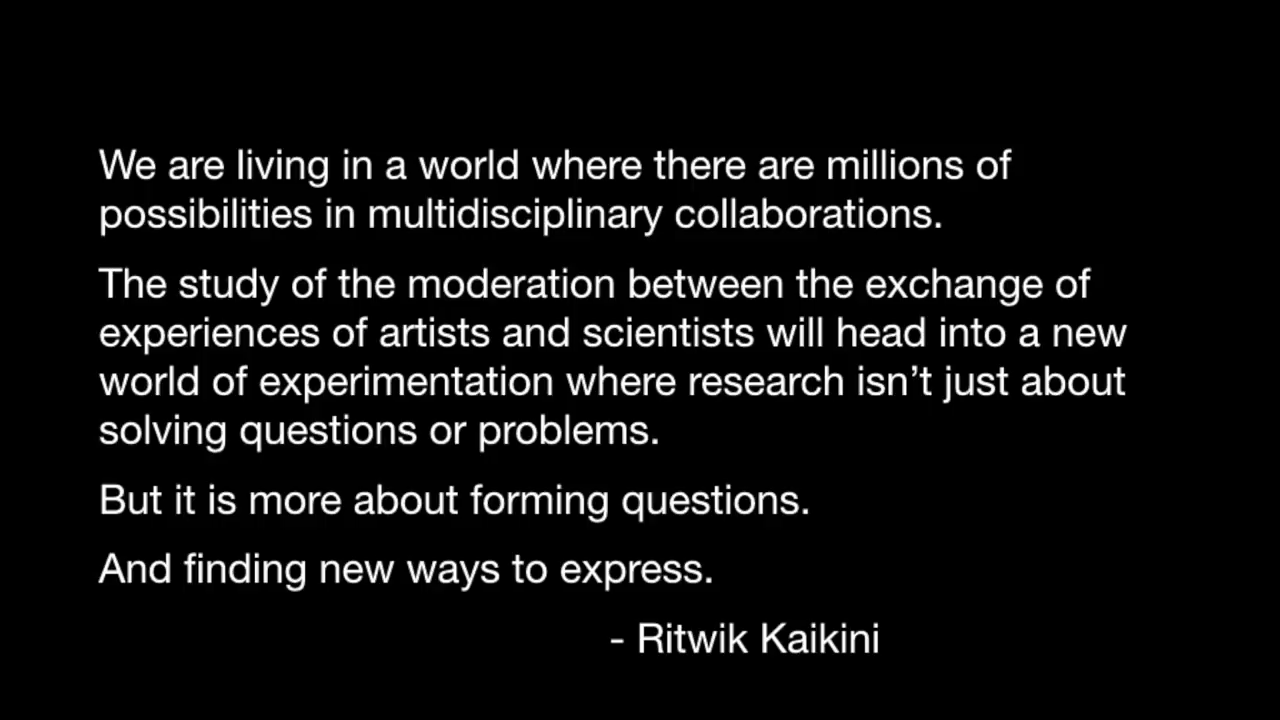 We are living in a world where there are millions of
possibilities in multidisciplinary collaborations.
The study of the moderation between the exchange of
experiences of artists and scientists will head into a new
world of experimentation where research isn’t just about
solving questions or problems.
But it is more about forming questions.
And finding new ways to express.
- Ritwik Kaikini